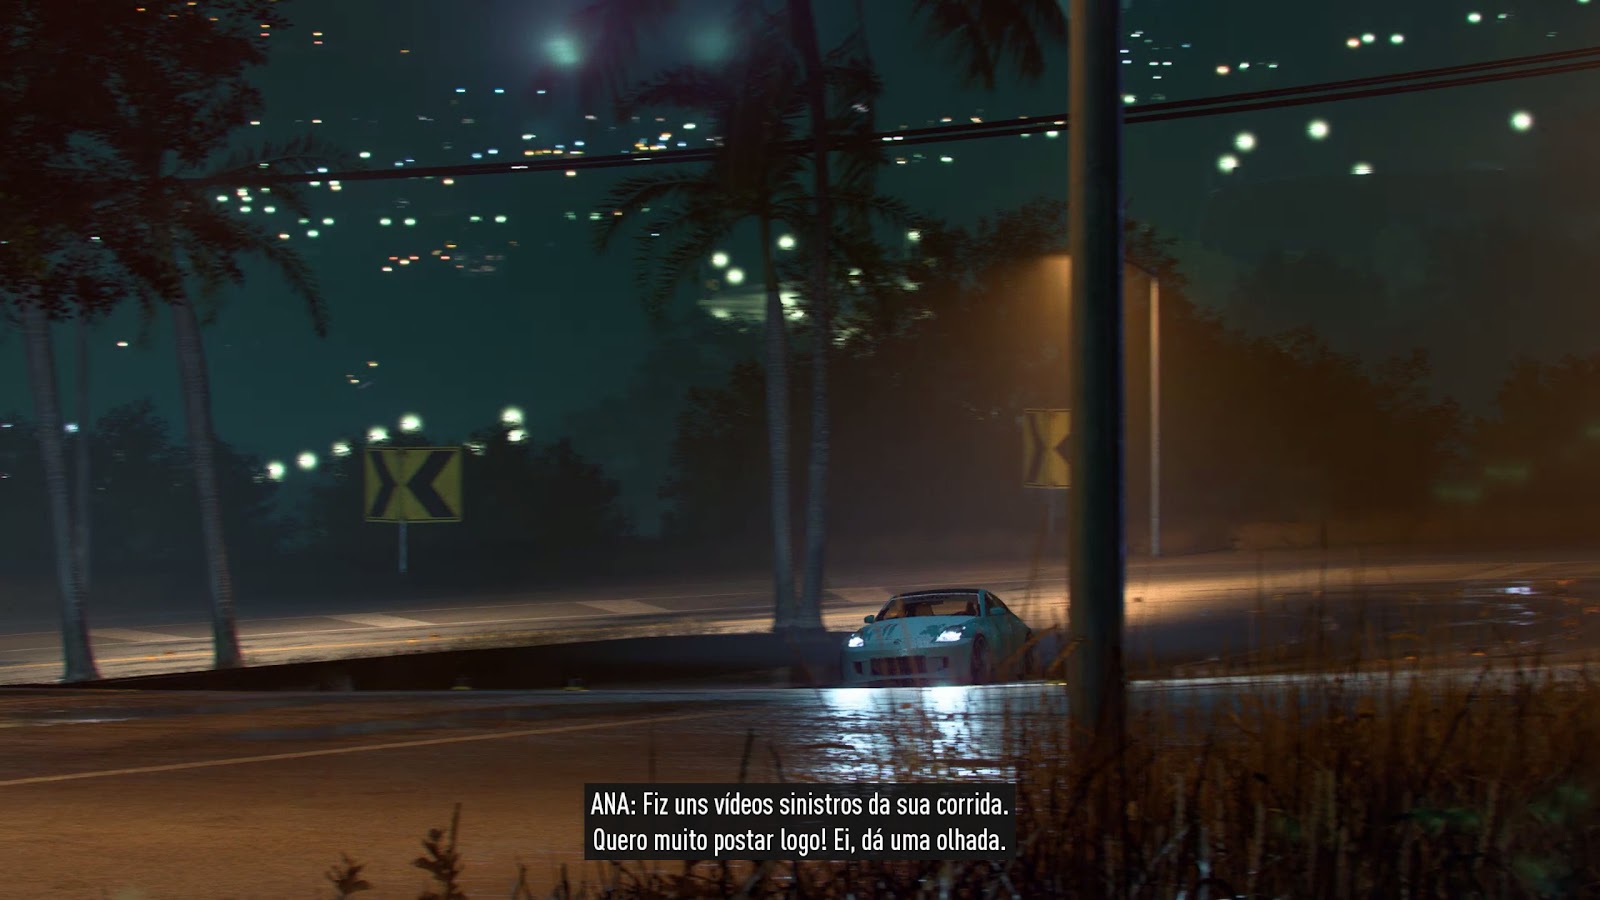 ANA: Fiz uns vídeos sinistros da sua corrida.
Quero muito postar logo! Ei, dá uma olhada.